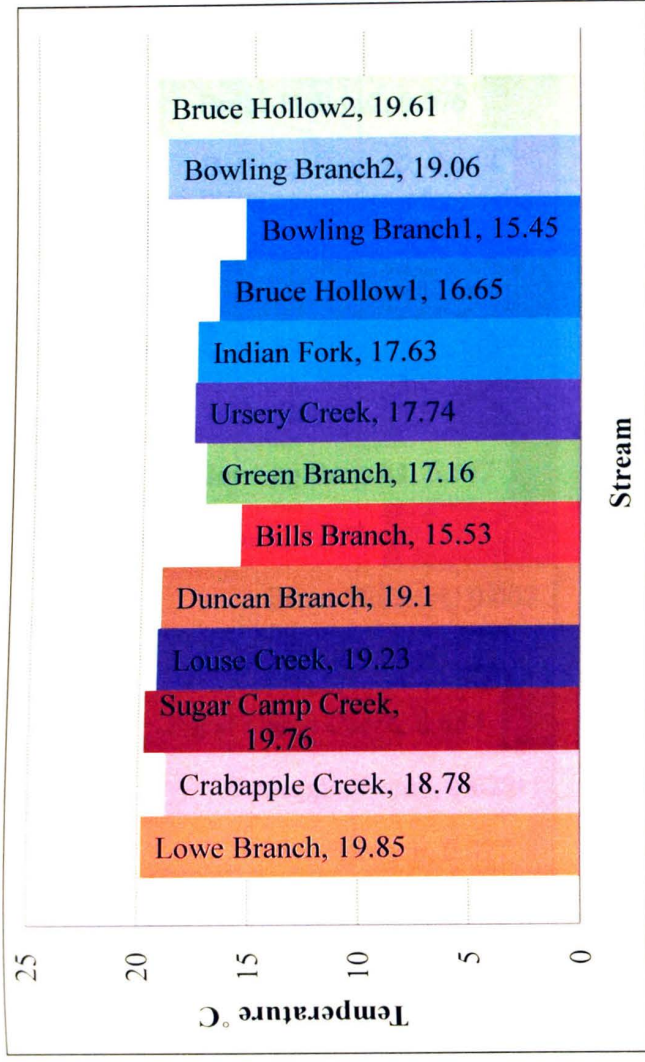 Temperature °C
25
20
15
10
5
0
Lowe Branch, 19.85
Crabapple Creek, 18.78
Sugar Camp Creek,
19.76
Louse Creek, 19.23
Duncan Branch, 19.1
Bills Branch, 15.53
Green Branch, 17.16
Ursery Creek, 17.74
Indian Fork, 17.63
Bruce Hollow1, 16.65
Bowling Branch1, 15.45
Bowling Branch2, 19.06
Bruce Hollow2, 19.61
Stream